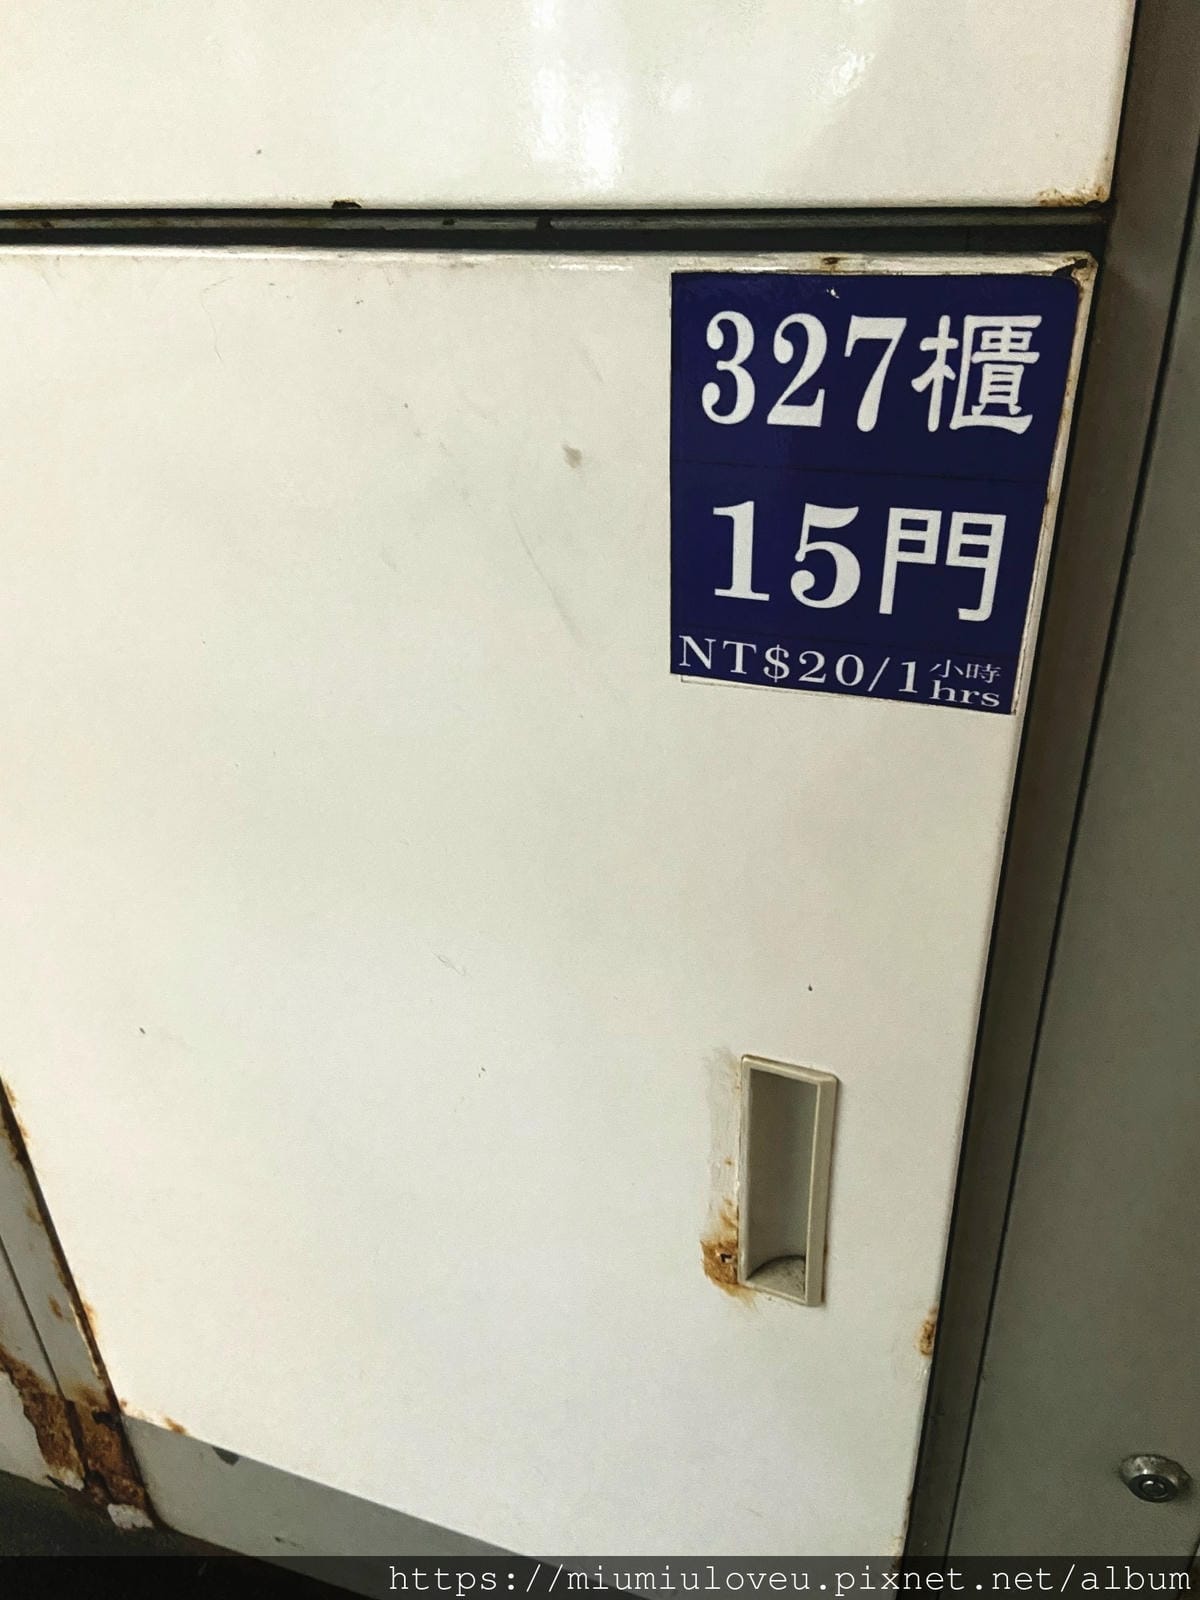 327櫃
15門
NT$20/1小時
hrs
https://miumiuloveu.pixnet.net/album